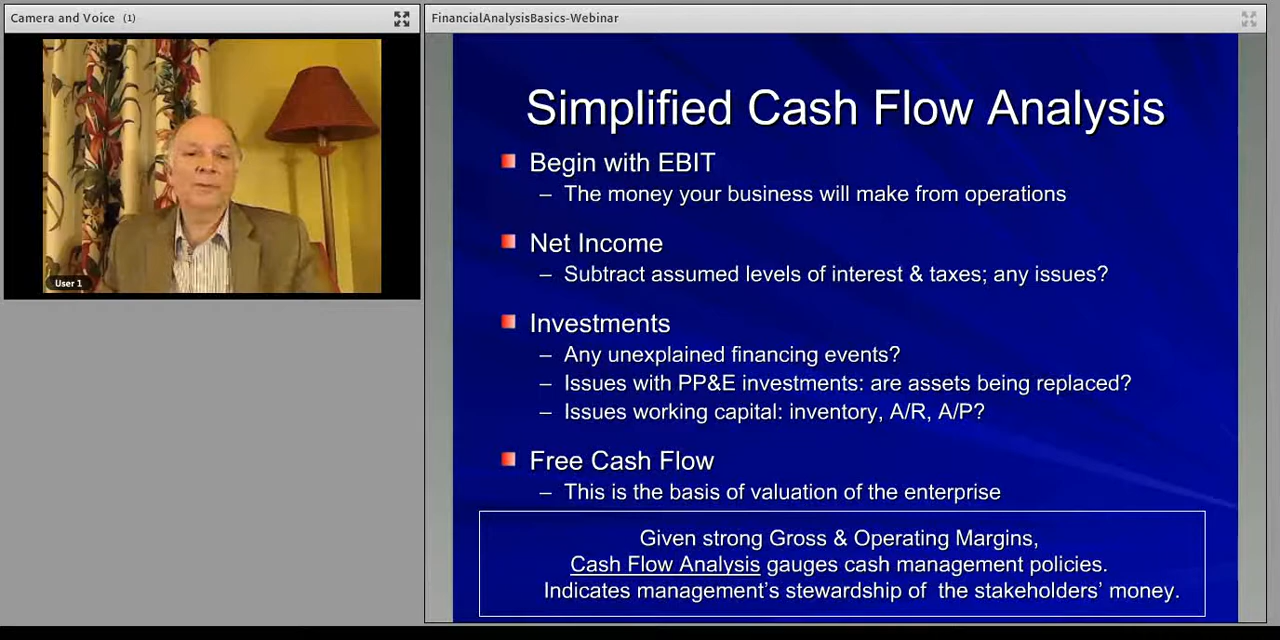 Camera and Voice (1)
User 1
FinancialAnalysisBasics-Webinar
Simplified Cash Flow Analysis
Begin with EBIT
– The money your business will make from operations
Net Income
– Subtract assumed levels of interest & taxes; any issues?
Investments
– Any unexplained financing events?
– Issues with PP&E investments: are assets being replaced?
– Issues working capital: inventory, A/R, A/P?
Free Cash Flow
– This is the basis of valuation of the enterprise
Given strong Gross & Operating Margins,
Cash Flow Analysis gauges cash management policies.
Indicates management's stewardship of the stakeholders' money.